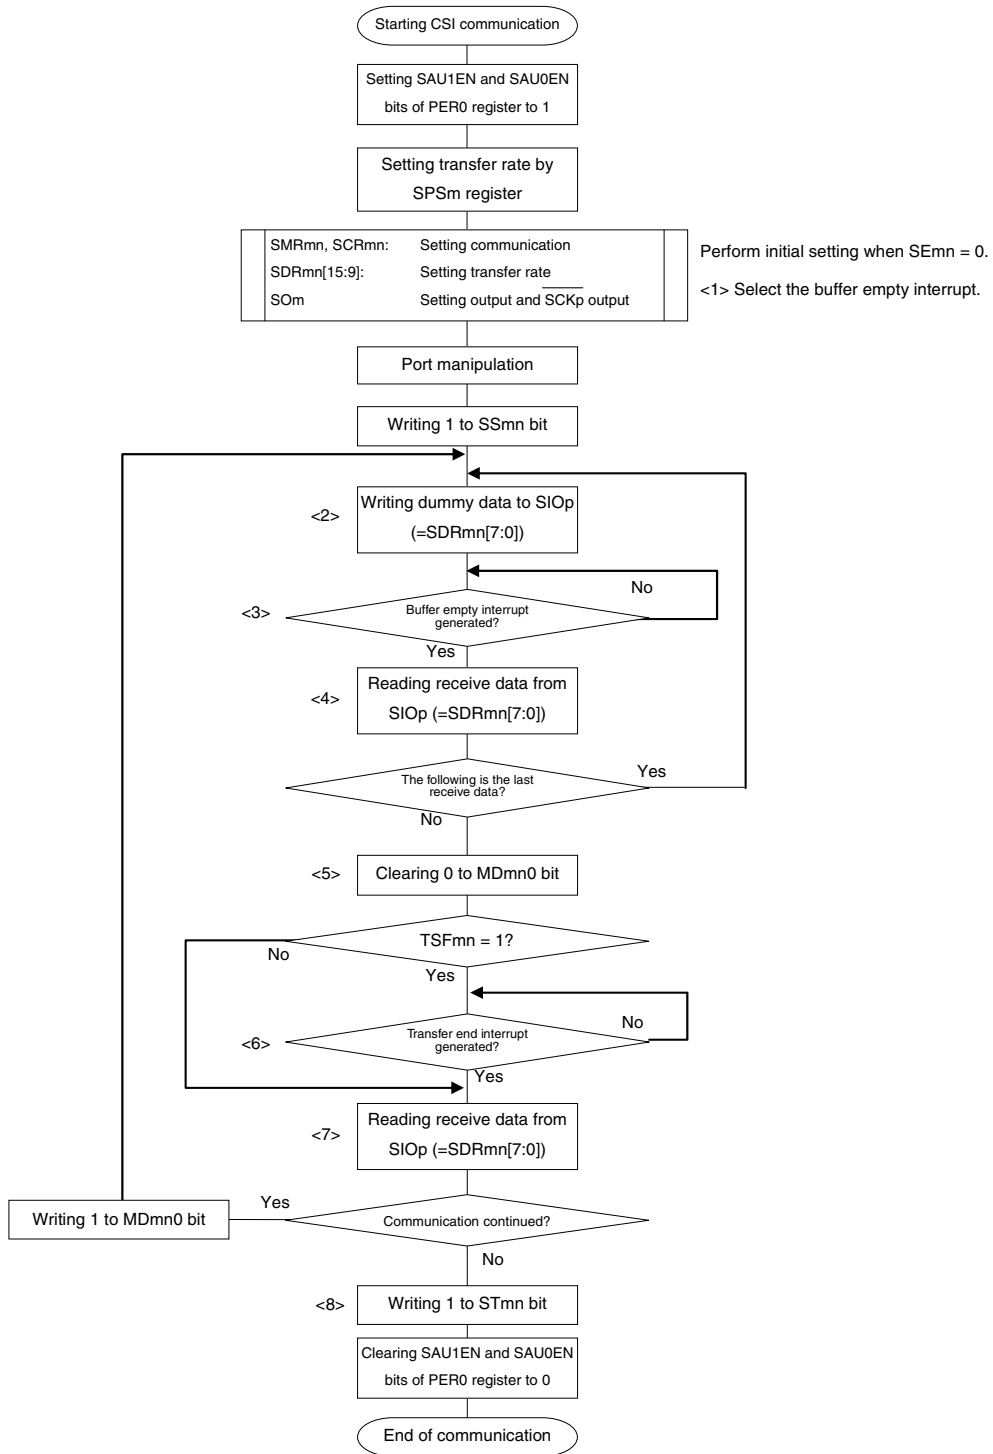 Starting CSI communication
Setting SAU1EN and SAU0EN
bits of PER0 register to 1
Setting transfer rate by
SPSm register
SMRmn, SCRmn: Setting communication
SDRmn[15:9]: Setting transfer rate
SOm Setting output and SCKp output
Perform initial setting when SEmn = 0.
<1> Select the buffer empty interrupt.
Port manipulation
Writing 1 to SSmn bit
<2>
Writing dummy data to SIOp
(=SDRmn[7:0])
No
<3>
Buffer empty interrupt
generated?
Yes
<4>
Reading receive data from
SIOp (=SDRmn[7:0])
The following is the last
receive data?
Yes
No
<5>
Clearing 0 to MDmn0 bit
TSFmn = 1?
No
Yes
No
<6>
Transfer end interrupt
generated?
Yes
<7>
Reading receive data from
SIOp (=SDRmn[7:0])
Yes
Writing 1 to MDmn0 bit
Communication continued?
No
<8>
Writing 1 to STmn bit
Clearing SAU1EN and SAU0EN
bits of PER0 register to 0
End of communication